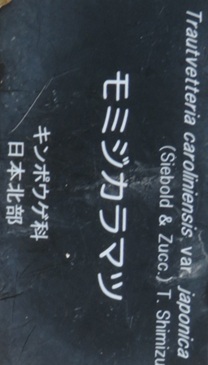 Trautvetteria caroliniensis var. japonica
(Siebold & Zucc.) T. Shimizu
モミジカラマツ
キンポウゲ科
日本北部